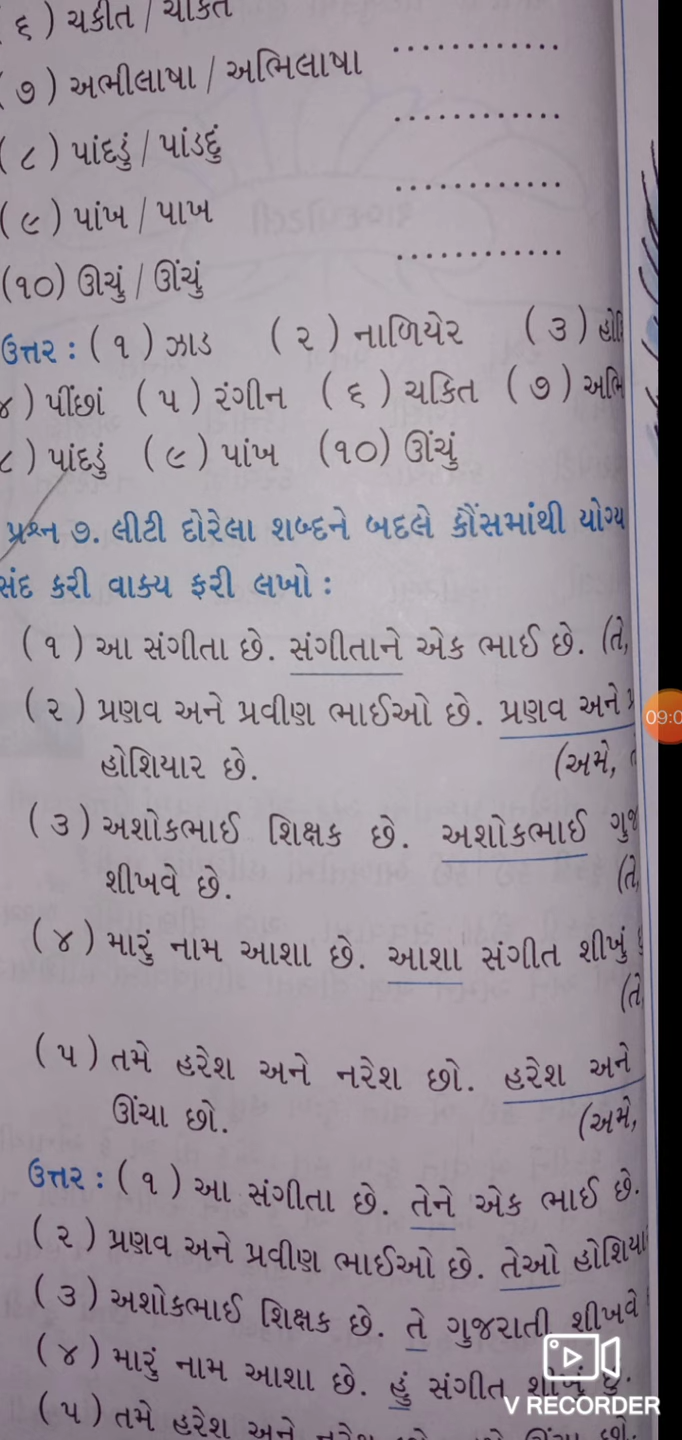 (૬) ચકીત / ચકિત
(૭) અભીલાષા / અભિલાષા ............
(૮) પાંદડું / પાંડદું ............
(૯) પાંખ / પાખ ............
(૧૦) ઊચું / ઊંચું ............
ઉત્તર : (૧) ઝાડ (૨) નાળિયેર (૩)
૪) પીંછાં (૫) રંગીન (૬) ચકિત (૭)
૮) પાંદડું (૯) પાંખ (૧૦) ઊંચું
પ્રશ્ન ૭. લીટી દોરેલા શબ્દને બદલે કૌંસમાંથી યોગ્ય
કરી વાક્ય ફરી લખો :
(૧) આ સંગીતા છે. સંગીતાને એક ભાઈ છે. (તે,
(૨) પ્રણવ અને પ્રવીણ ભાઈઓ છે. પ્રણવ અને
હોશિયાર છે. (અમે,
(૩) અશોકભાઈ શિક્ષક છે. અશોકભાઈ
શીખવે છે. (તે,
(૪) મારું નામ આશા છે. આશા સંગીત શીખું
(તે
(૫) તમે હરેશ અને નરેશ છો. હરેશ અને
ઊંચા છો. (અમે,
ઉત્તર : (૧) આ સંગીતા છે. તેને એક ભાઈ છે.
(૨) પ્રણવ અને પ્રવીણ ભાઈઓ છે. તેઓ
(૩) અશોકભાઈ શિક્ષક છે. તે ગુજરાતી શીખવે
(૪) મારું નામ આશા છે. હું સંગીત શીખું છું.
(૫) તમે હરેશ અને
09:0
V RECORDER